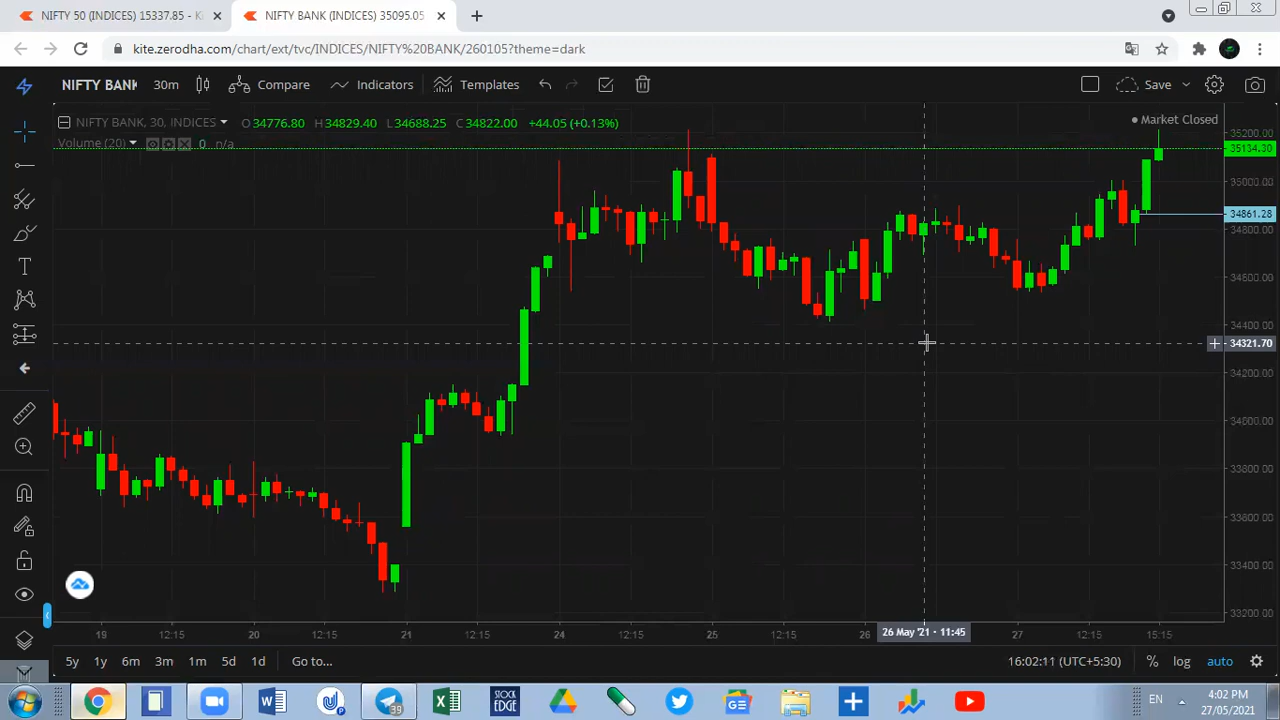 NIFTY 50 (INDICES) 15337.85 - K
NIFTY BANK (INDICES) 35095.05
kite.zerodha.com/chart/ext/tvc/INDICES/NIFTY%20BANK/260105?theme=dark
NIFTY BANK 30m Compare Indicators Templates Save
NIFTY BANK, 30, INDICES O 34776.80 H 34829.40 L 34688.25 C 34822.00 +44.05 (+0.13%)
Market Closed
Volume (20) 0 n/a
35200.00
35134.30
35000.00
34861.28
34800.00
34600.00
34400.00
34321.70
34200.00
34000.00
33800.00
33600.00
33400.00
33200.00
19 12:15 20 12:15 21 12:15 24 12:15 25 12:15 26 26 May '21 - 11:45 27 12:15 15:15
5y 1y 6m 3m 1m 5d 1d Go to... 16:02:11 (UTC+5:30) % log auto
39
STOCK
EDGE
EN
4:02 PM
27/05/2021